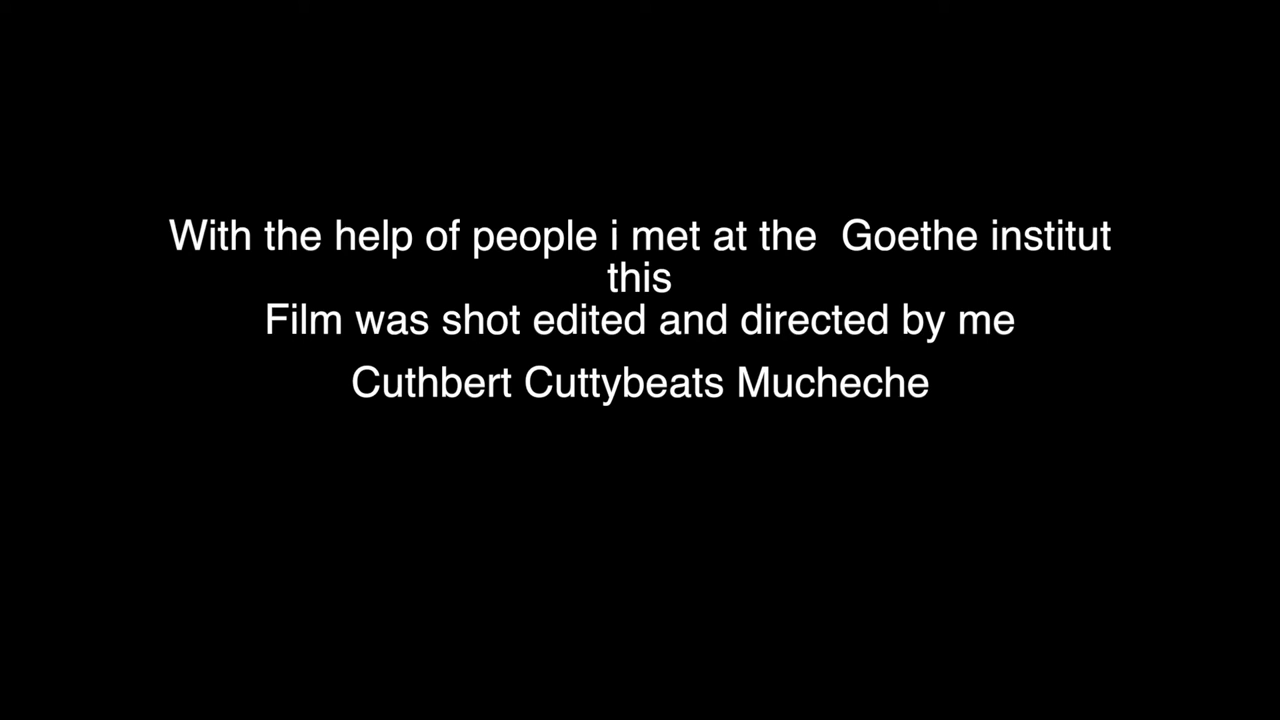 With the help of people i met at the  Goethe institut
this
Film was shot edited and directed by me
Cuthbert Cuttybeats Mucheche